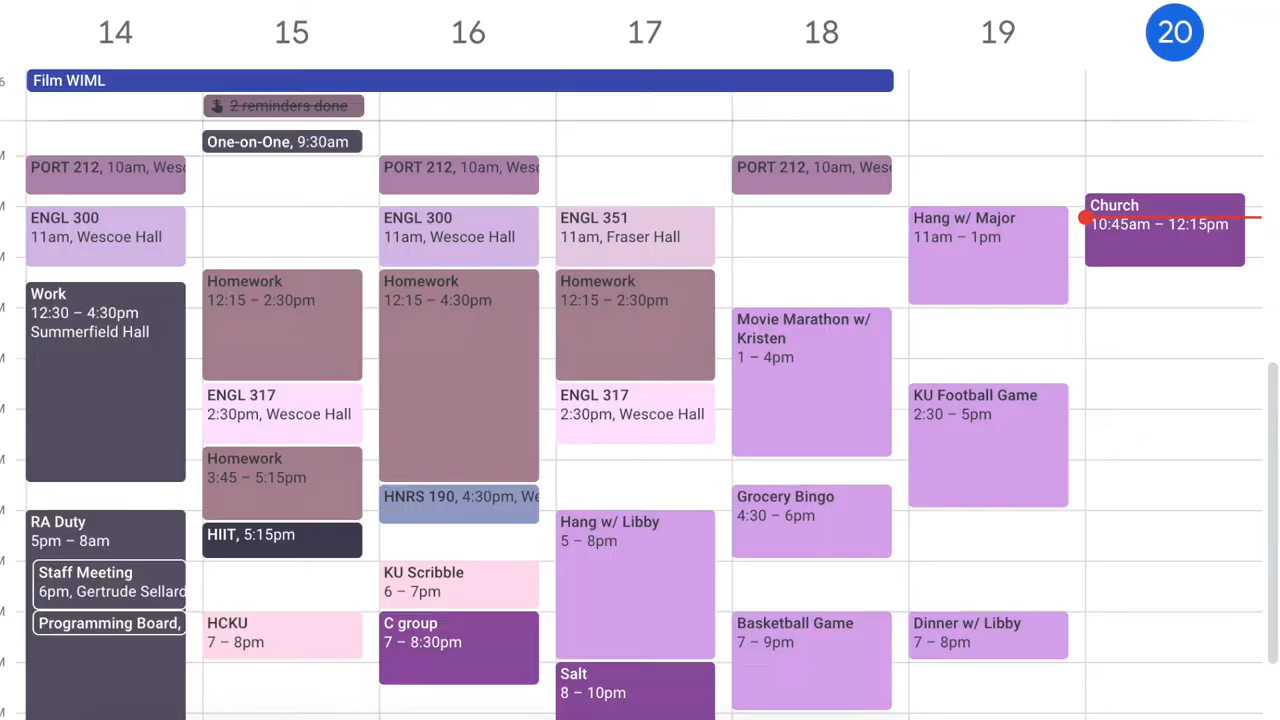 14
15
16
17
18
19
20
Film WIML
2 reminders done
One-on-One, 9:30am
PORT 212, 10am, Wesc
ENGL 300
11am, Wescoe Hall
Work
12:30 – 4:30pm
Summerfield Hall
RA Duty
5pm – 8am
Staff Meeting
6pm, Gertrude Sellard
Programming Board,
Homework
12:15 – 2:30pm
ENGL 317
2:30pm, Wescoe Hall
Homework
3:45 – 5:15pm
HIIT, 5:15pm
HCKU
7 – 8pm
PORT 212, 10am, Wesc
ENGL 300
11am, Wescoe Hall
Homework
12:15 – 4:30pm
HNRS 190, 4:30pm, We
KU Scribble
6 – 7pm
C group
7 – 8:30pm
ENGL 351
11am, Fraser Hall
Homework
12:15 – 2:30pm
ENGL 317
2:30pm, Wescoe Hall
Hang w/ Libby
5 – 8pm
Salt
8 – 10pm
PORT 212, 10am, Wesc
Movie Marathon w/
Kristen
1 – 4pm
Grocery Bingo
4:30 – 6pm
Basketball Game
7 – 9pm
Hang w/ Major
11am – 1pm
KU Football Game
2:30 – 5pm
Dinner w/ Libby
7 – 8pm
Church
10:45am – 12:15pm